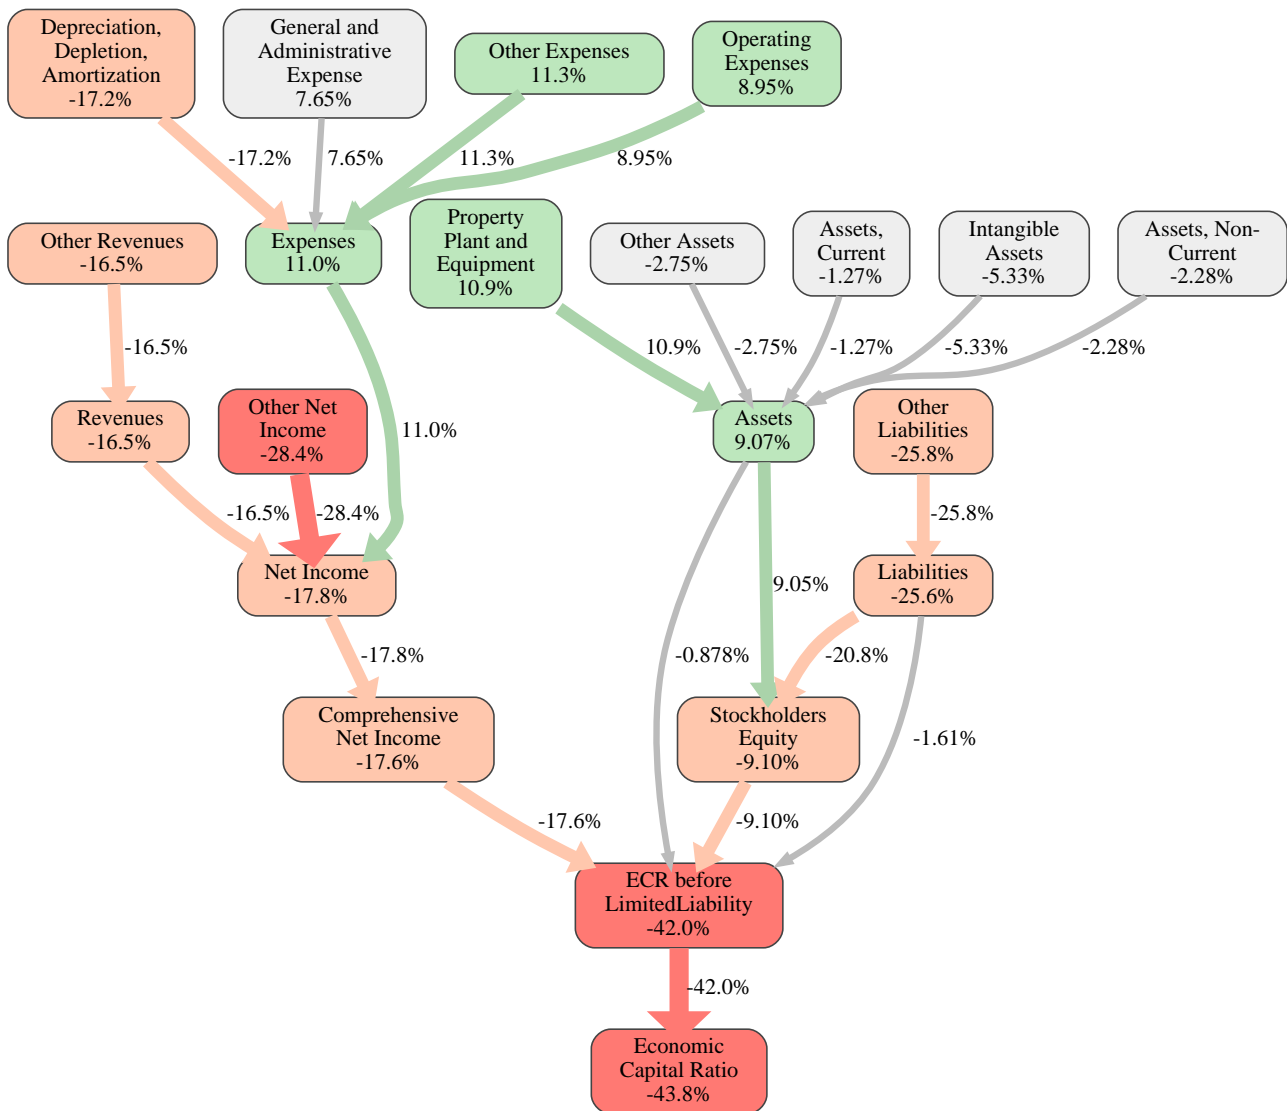 Depreciation,
Depletion,
Amortization
-17.2%
General and
Administrative
Expense
7.65%
Other Expenses
11.3%
Operating
Expenses
8.95%
-17.2%
7.65%
11.3%
8.95%
Other Revenues
-16.5%
Expenses
11.0%
Property
Plant and
Equipment
10.9%
Other Assets
-2.75%
Assets,
Current
-1.27%
Intangible
Assets
-5.33%
Assets, Non-
Current
-2.28%
-16.5%
10.9%
-2.75%
-1.27%
-5.33%
-2.28%
Revenues
-16.5%
Other Net
Income
-28.4%
11.0%
Assets
9.07%
Other
Liabilities
-25.8%
-16.5%
-28.4%
-25.8%
Net Income
-17.8%
9.05%
Liabilities
-25.6%
-17.8%
-0.878%
-20.8%
Comprehensive
Net Income
-17.6%
Stockholders
Equity
-9.10%
-1.61%
-17.6%
-9.10%
ECR before
LimitedLiability
-42.0%
-42.0%
Economic
Capital Ratio
-43.8%